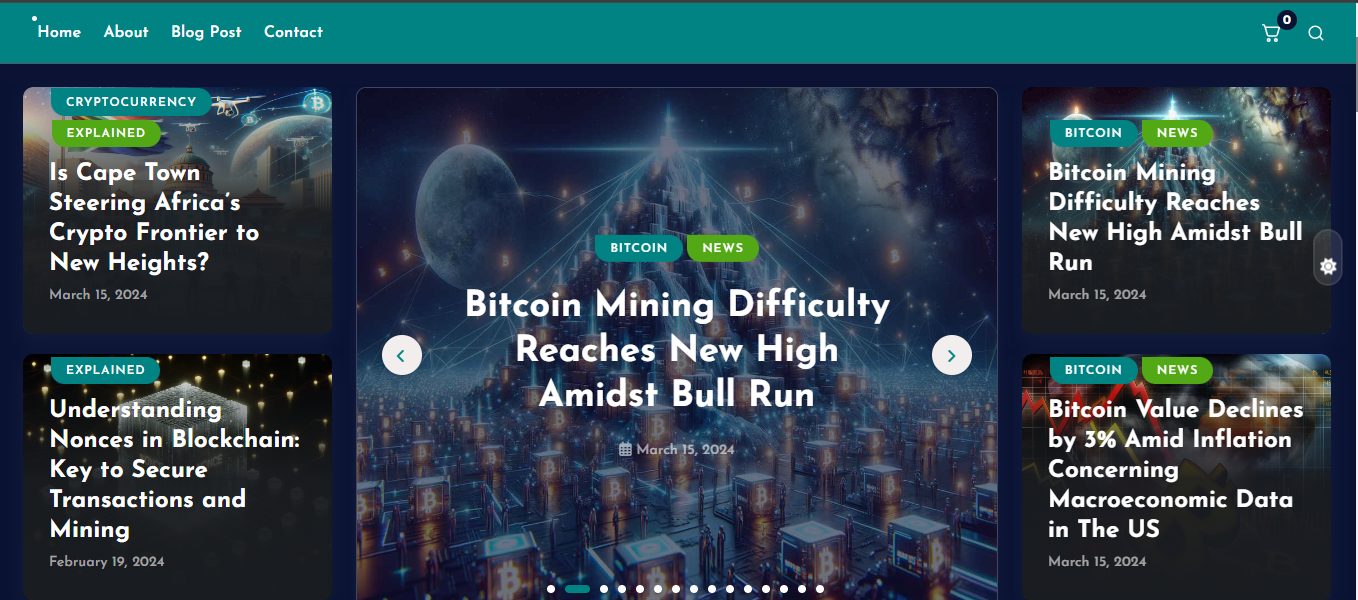 Home About Blog Post Contact
0
CRYPTOCURRENCY
EXPLAINED
Is Cape Town
Steering Africa’s
Crypto Frontier to
New Heights?
March 15, 2024
EXPLAINED
Understanding
Nonces in Blockchain:
Key to Secure
Transactions and
Mining
February 19, 2024
BITCOIN NEWS
Bitcoin Mining Difficulty
Reaches New High
Amidst Bull Run
March 15, 2024
BITCOIN NEWS
Bitcoin Mining
Difficulty Reaches
New High Amidst Bull
Run
March 15, 2024
BITCOIN NEWS
Bitcoin Value Declines
by 3% Amid Inflation
Concerning
Macroeconomic Data
in The US
March 15, 2024